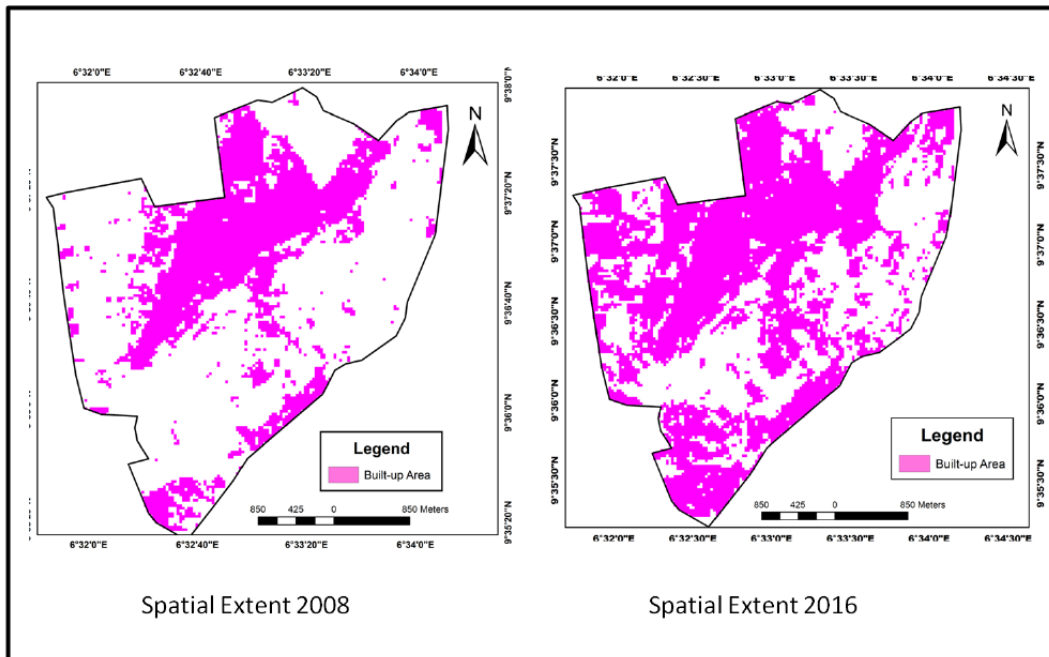 6°32'0"E 6°32'40"E 6°33'20"E 6°34'0"E
N
Legend
Built-up Area
850 425 0 850 Meters
6°32'0"E 6°32'40"E 6°33'20"E 6°34'0"E
Spatial Extent 2008
6°32'0"E 6°32'30"E 6°33'0"E 6°33'30"E 6°34'0"E 6°34'30"E
N
9°37'30"N
9°37'0"N
9°36'30"N
9°36'0"N
9°35'30"N
9°37'30"N
9°37'0"N
9°36'30"N
9°36'0"N
9°35'30"N
Legend
Built-up Area
850 425 0 850 Meters
6°32'0"E 6°32'30"E 6°33'0"E 6°33'30"E 6°34'0"E 6°34'30"E
Spatial Extent 2016